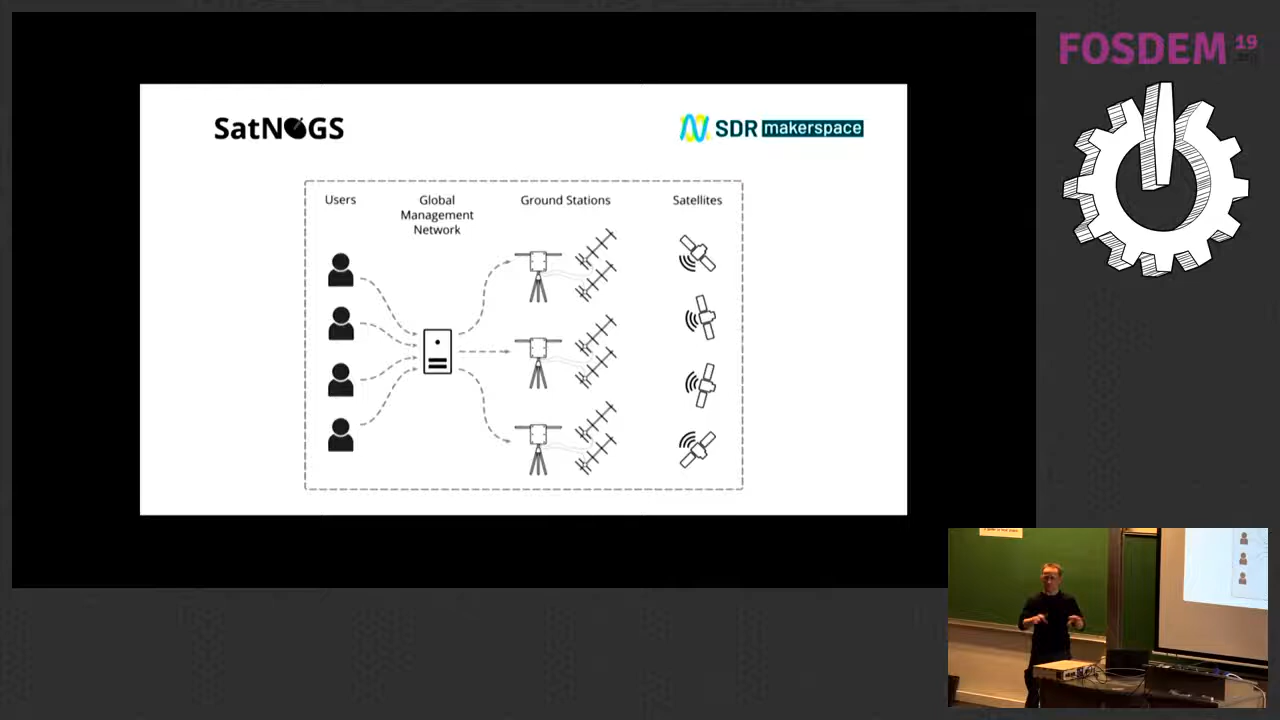 FOSDEM 19
SatNOGS
SDR makerspace
Users
Global
Management
Network
Ground Stations
Satellites